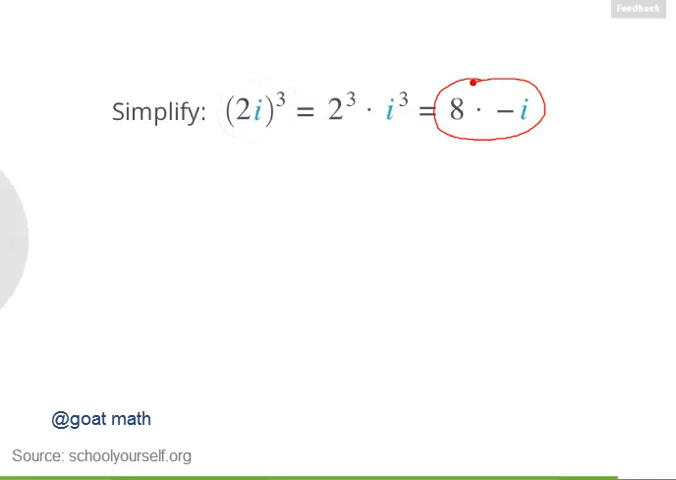 Feedback
Simplify: (2i)³ = 2³ · i³ = 8 · −i
@goat math
Source: schoolyourself.org